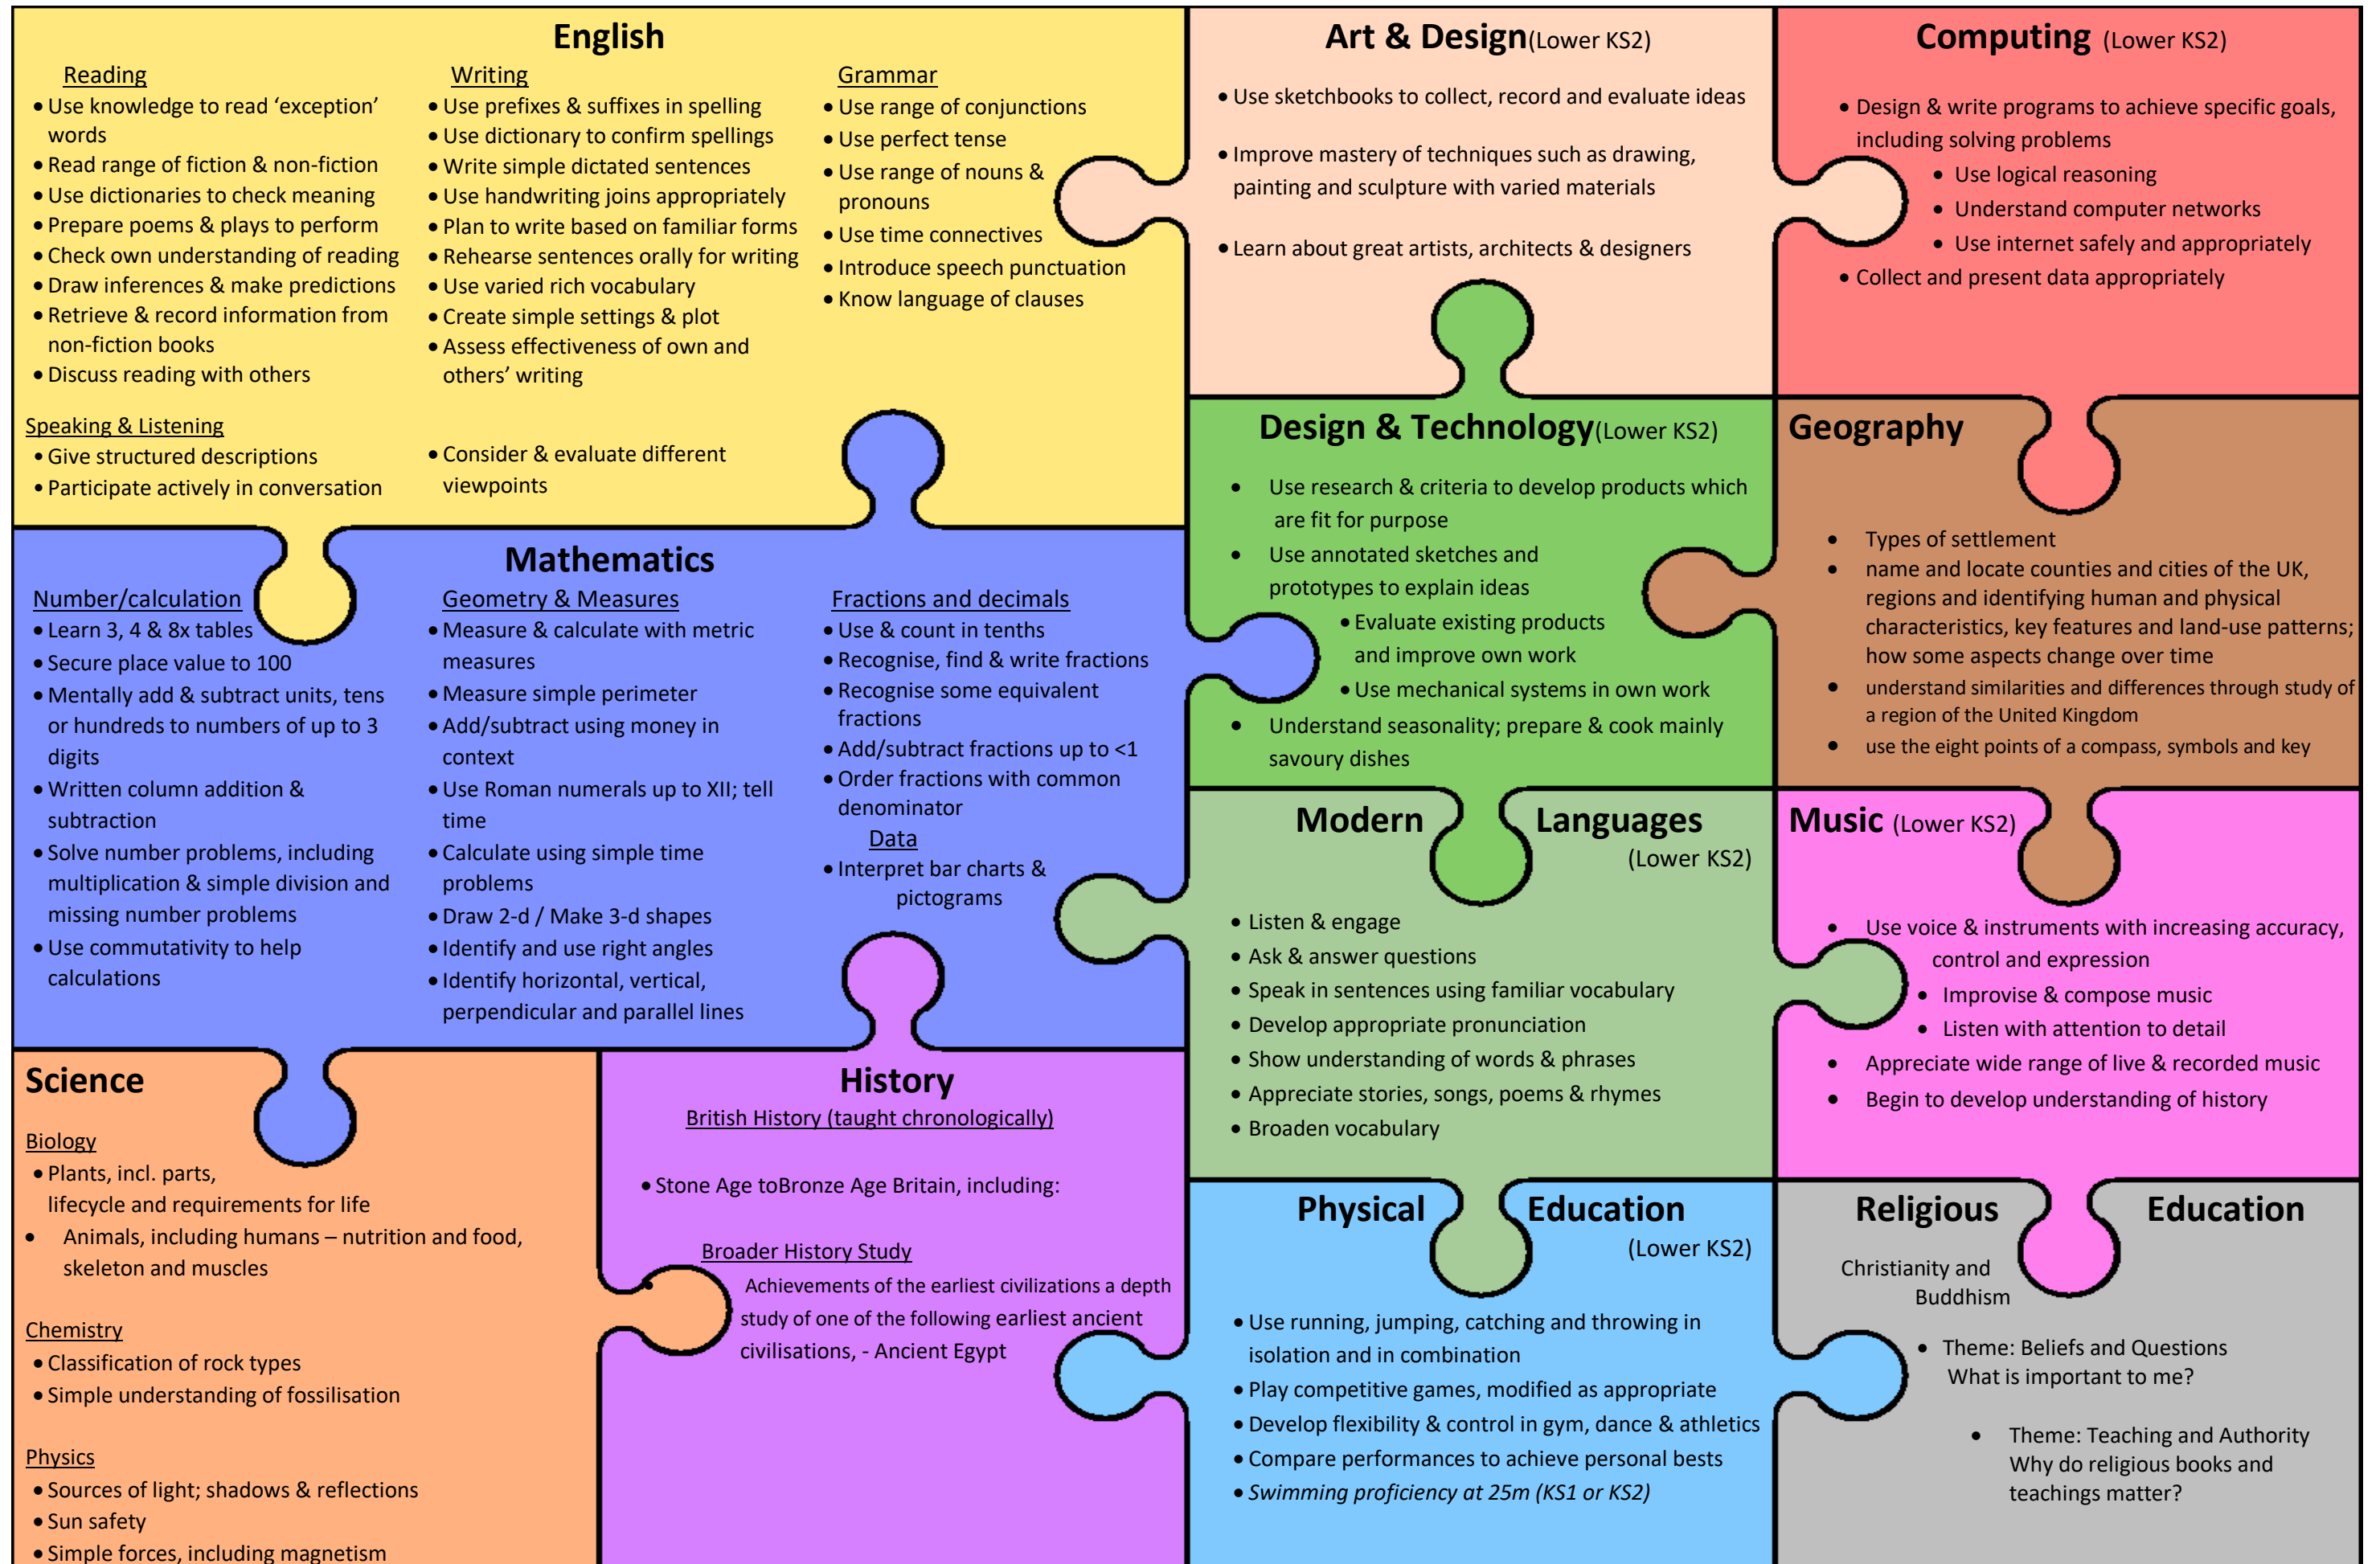 English
Reading
• Use knowledge to read ‘exception’
words
• Read range of fiction & non-fiction
• Use dictionaries to check meaning
• Prepare poems & plays to perform
• Check own understanding of reading
• Draw inferences & make predictions
• Retrieve & record information from
non-fiction books
• Discuss reading with others
Writing
• Use prefixes & suffixes in spelling
• Use dictionary to confirm spellings
• Write simple dictated sentences
• Use handwriting joins appropriately
• Plan to write based on familiar forms
• Rehearse sentences orally for writing
• Use varied rich vocabulary
• Create simple settings & plot
• Assess effectiveness of own and
others’ writing
Grammar
• Use range of conjunctions
• Use perfect tense
• Use range of nouns &
pronouns
• Use time connectives
• Introduce speech punctuation
• Know language of clauses
Speaking & Listening
• Give structured descriptions
• Participate actively in conversation
• Consider & evaluate different
viewpoints
Art & Design(Lower KS2)
• Use sketchbooks to collect, record and evaluate ideas
• Improve mastery of techniques such as drawing,
painting and sculpture with varied materials
• Learn about great artists, architects & designers
Computing (Lower KS2)
• Design & write programs to achieve specific goals,
including solving problems
• Use logical reasoning
• Understand computer networks
• Use internet safely and appropriately
• Collect and present data appropriately
Mathematics
Number/calculation
• Learn 3, 4 & 8x tables
• Secure place value to 100
• Mentally add & subtract units, tens
or hundreds to numbers of up to 3
digits
• Written column addition &
subtraction
• Solve number problems, including
multiplication & simple division and
missing number problems
• Use commutativity to help
calculations
Geometry & Measures
• Measure & calculate with metric
measures
• Measure simple perimeter
• Add/subtract using money in
context
• Use Roman numerals up to XII; tell
time
• Calculate using simple time
problems
• Draw 2-d / Make 3-d shapes
• Identify and use right angles
• Identify horizontal, vertical,
perpendicular and parallel lines
Fractions and decimals
• Use & count in tenths
• Recognise, find & write fractions
• Recognise some equivalent
fractions
• Add/subtract fractions up to <1
• Order fractions with common
denominator
Data
• Interpret bar charts &
pictograms
Design & Technology(Lower KS2)
• Use research & criteria to develop products which
are fit for purpose
• Use annotated sketches and
prototypes to explain ideas
• Evaluate existing products
and improve own work
• Use mechanical systems in own work
• Understand seasonality; prepare & cook mainly
savoury dishes
Geography
• Types of settlement
• name and locate counties and cities of the UK,
regions and identifying human and physical
characteristics, key features and land-use patterns;
how some aspects change over time
• understand similarities and differences through study of
a region of the United Kingdom
• use the eight points of a compass, symbols and key
Modern Languages
(Lower KS2)
• Listen & engage
• Ask & answer questions
• Speak in sentences using familiar vocabulary
• Develop appropriate pronunciation
• Show understanding of words & phrases
• Appreciate stories, songs, poems & rhymes
• Broaden vocabulary
Music (Lower KS2)
• Use voice & instruments with increasing accuracy,
control and expression
• Improvise & compose music
• Listen with attention to detail
• Appreciate wide range of live & recorded music
• Begin to develop understanding of history
Science
Biology
• Plants, incl. parts,
lifecycle and requirements for life
• Animals, including humans – nutrition and food,
skeleton and muscles
Chemistry
• Classification of rock types
• Simple understanding of fossilisation
Physics
• Sources of light; shadows & reflections
• Sun safety
• Simple forces, including magnetism
History
British History (taught chronologically)
• Stone Age toBronze Age Britain, including:
Broader History Study
• Achievements of the earliest civilizations a depth
study of one of the following earliest ancient
civilisations, - Ancient Egypt
Physical Education
(Lower KS2)
• Use running, jumping, catching and throwing in
isolation and in combination
• Play competitive games, modified as appropriate
• Develop flexibility & control in gym, dance & athletics
• Compare performances to achieve personal bests
• Swimming proficiency at 25m (KS1 or KS2)
Religious Education
Christianity and
Buddhism
• Theme: Beliefs and Questions
What is important to me?
• Theme: Teaching and Authority
Why do religious books and
teachings matter?